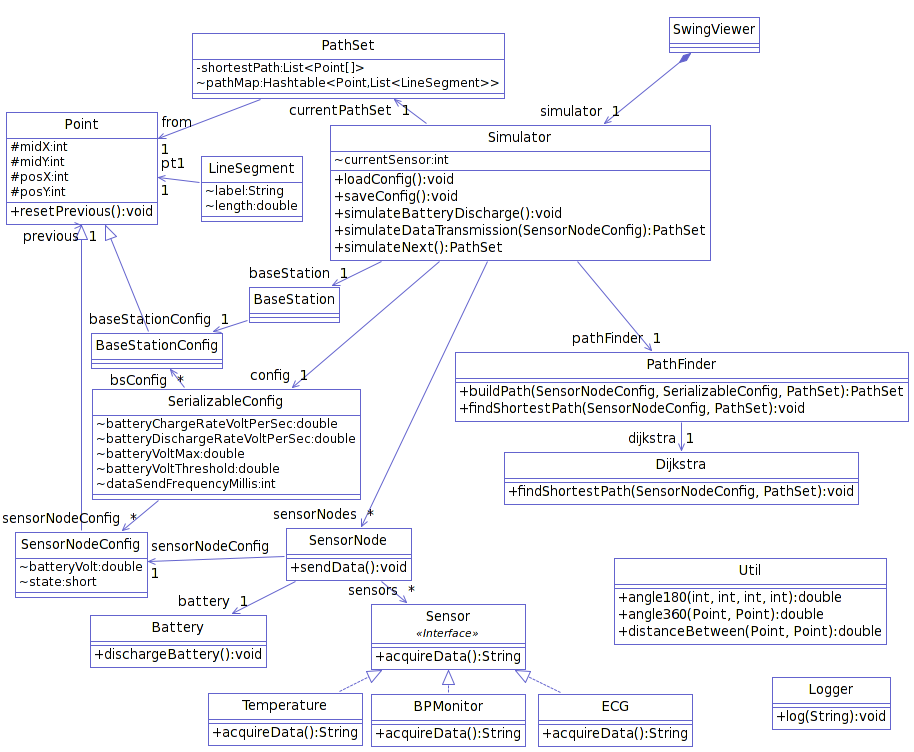 SwingViewer
PathSet
-shortestPath:List<Point[]>
~pathMap:Hashtable<Point,List<LineSegment>>
currentPathSet 1
simulator 1
Point
#midX:int
#midY:int
#posX:int
#posY:int
+resetPrevious():void
from
1
pt1
1
LineSegment
~label:String
~length:double
Simulator
~currentSensor:int
+loadConfig():void
+saveConfig():void
+simulateBatteryDischarge():void
+simulateDataTransmission(SensorNodeConfig):PathSet
+simulateNext():PathSet
previous 1
baseStation 1
BaseStation
baseStationConfig 1
BaseStationConfig
pathFinder 1
PathFinder
+buildPath(SensorNodeConfig, SerializableConfig, PathSet):PathSet
+findShortestPath(SensorNodeConfig, PathSet):void
bsConfig *
config 1
SerializableConfig
~batteryChargeRateVoltPerSec:double
~batteryDischargeRateVoltPerSec:double
~batteryVoltMax:double
~batteryVoltThreshold:double
~dataSendFrequencyMillis:int
dijkstra 1
Dijkstra
+findShortestPath(SensorNodeConfig, PathSet):void
sensorNodeConfig *
sensorNodes *
SensorNodeConfig
~batteryVolt:double
~state:short
sensorNodeConfig
1
SensorNode
+sendData():void
battery 1
sensors *
Battery
+dischargeBattery():void
Sensor
«Interface»
+acquireData():String
Util
+angle180(int, int, int, int):double
+angle360(Point, Point):double
+distanceBetween(Point, Point):double
Temperature
+acquireData():String
BPMonitor
+acquireData():String
ECG
+acquireData():String
Logger
+log(String):void